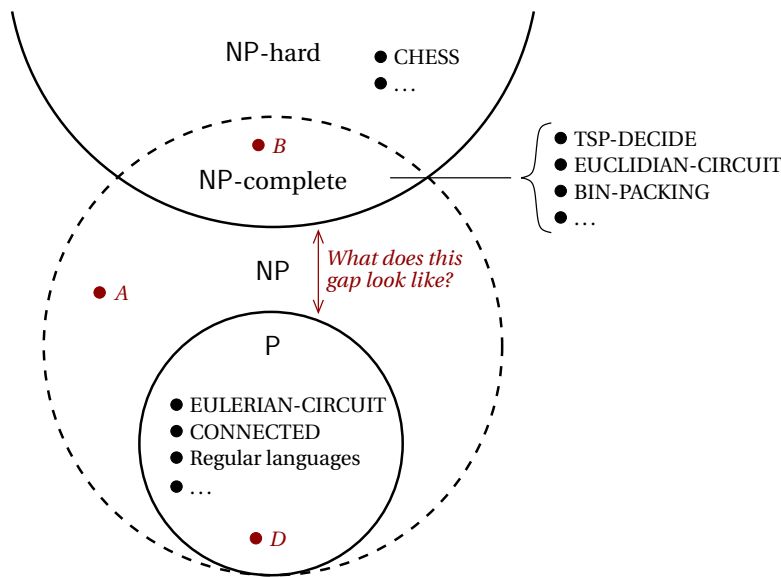 NP-hard
CHESS
...
B
NP-complete
TSP-DECIDE
EUCLIDIAN-CIRCUIT
BIN-PACKING
...
What does this
gap look like?
NP
A
P
EULERIAN-CIRCUIT
CONNECTED
Regular languages
...
D